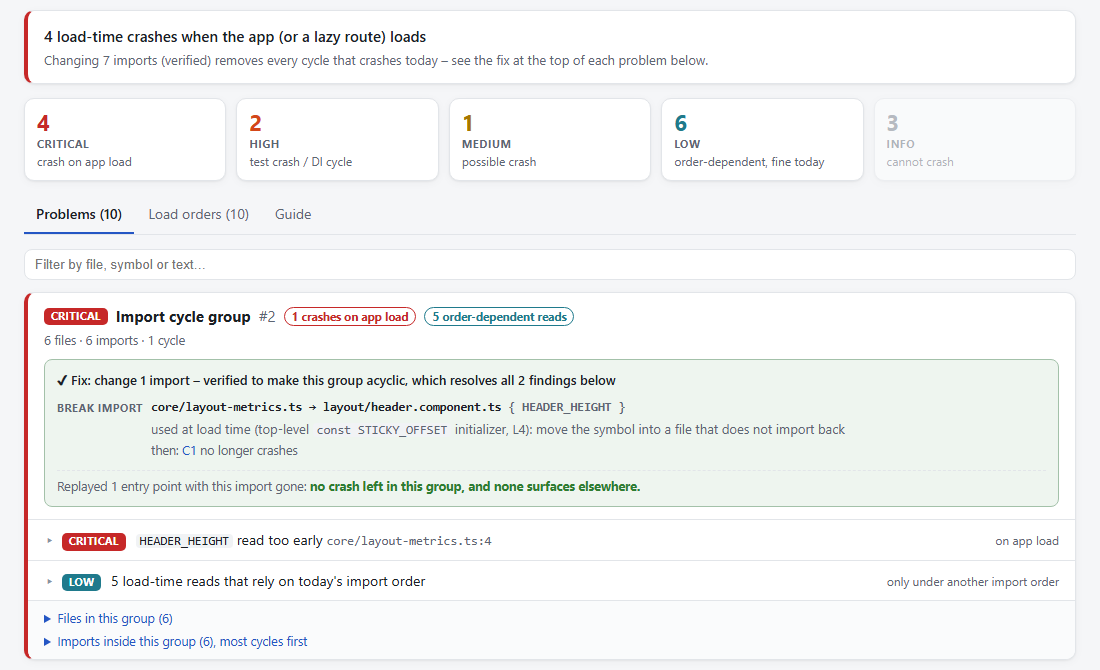 4 load-time crashes when the app (or a lazy route) loads
Changing 7 imports (verified) removes every cycle that crashes today – see the fix at the top of each problem below.
4
CRITICAL
crash on app load
2
HIGH
test crash / DI cycle
1
MEDIUM
possible crash
6
LOW
order-dependent, fine today
3
INFO
cannot crash
Problems (10) Load orders (10) Guide
Filter by file, symbol or text...
CRITICAL Import cycle group #2 1 crashes on app load 5 order-dependent reads
6 files · 6 imports · 1 cycle
✔ Fix: change 1 import – verified to make this group acyclic, which resolves all 2 findings below
BREAK IMPORT core/layout-metrics.ts → layout/header.component.ts { HEADER_HEIGHT }
used at load time (top-level const STICKY_OFFSET initializer, L4): move the symbol into a file that does not import back
then: C1 no longer crashes
Replayed 1 entry point with this import gone: no crash left in this group, and none surfaces elsewhere.
▸ CRITICAL HEADER_HEIGHT read too early core/layout-metrics.ts:4 on app load
▸ LOW 5 load-time reads that rely on today's import order only under another import order
▶ Files in this group (6)
▶ Imports inside this group (6), most cycles first